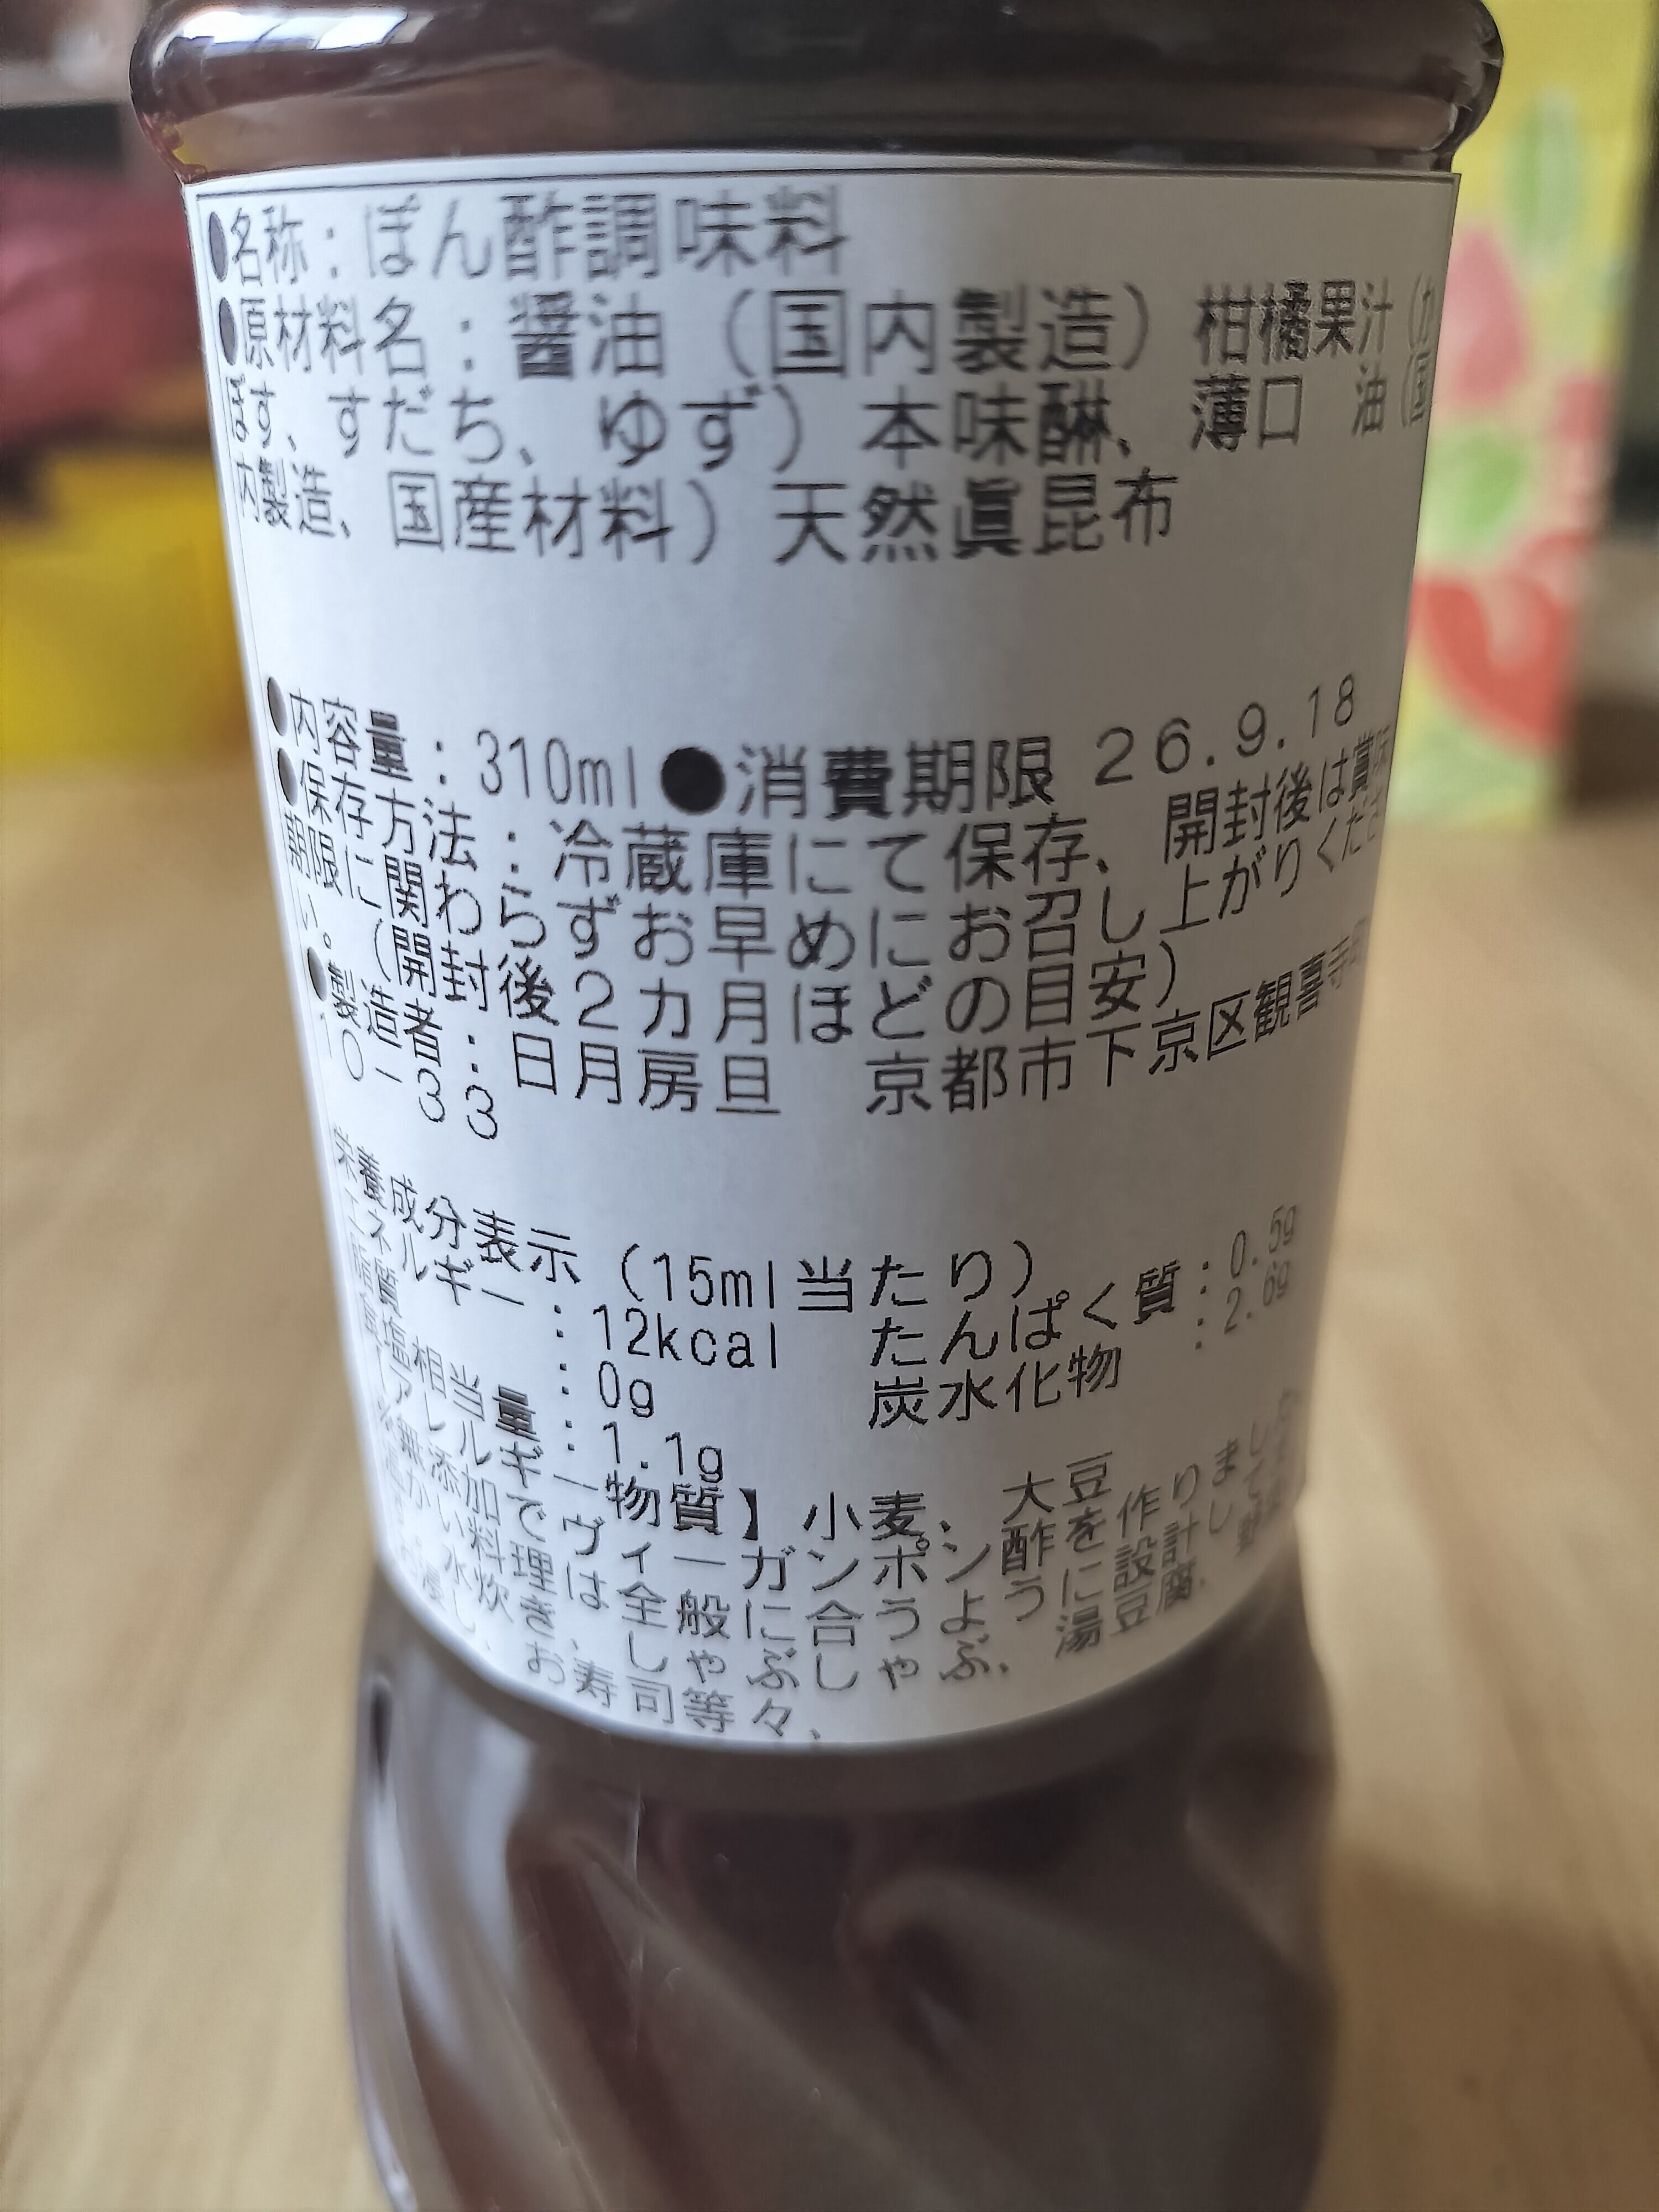 ●名称：ぽん酢調味料
●原材料名：醤油（国内製造）柑橘果汁（か
ぼす、すだち、ゆず）本味醂、薄口　油（国
内製造、国産材料）天然眞昆布
●内容量：310ml●消費期限 26.9.18
●保存方法：冷蔵庫にて保存、開封後は賞味
期限に関わらずお早めにお召し上がりくださ
い。（開封後２カ月ほどの目安）
●製造者：日月房旦　京都市下京区観喜寺町
１０－３３
栄養成分表示（15ml当たり）
エネルギー：12kcal　たんぱく質：0.5g
脂質：0g　炭水化物：2.6g
食塩相当量：1.1g
【アレルギー物質】小麦、大豆
※無添加でヴィーガンポン酢を作りまし
かい料理は全般に合うように設計して
水炊き、しゃぶしゃぶ、湯豆腐、
し、お寿司等々、